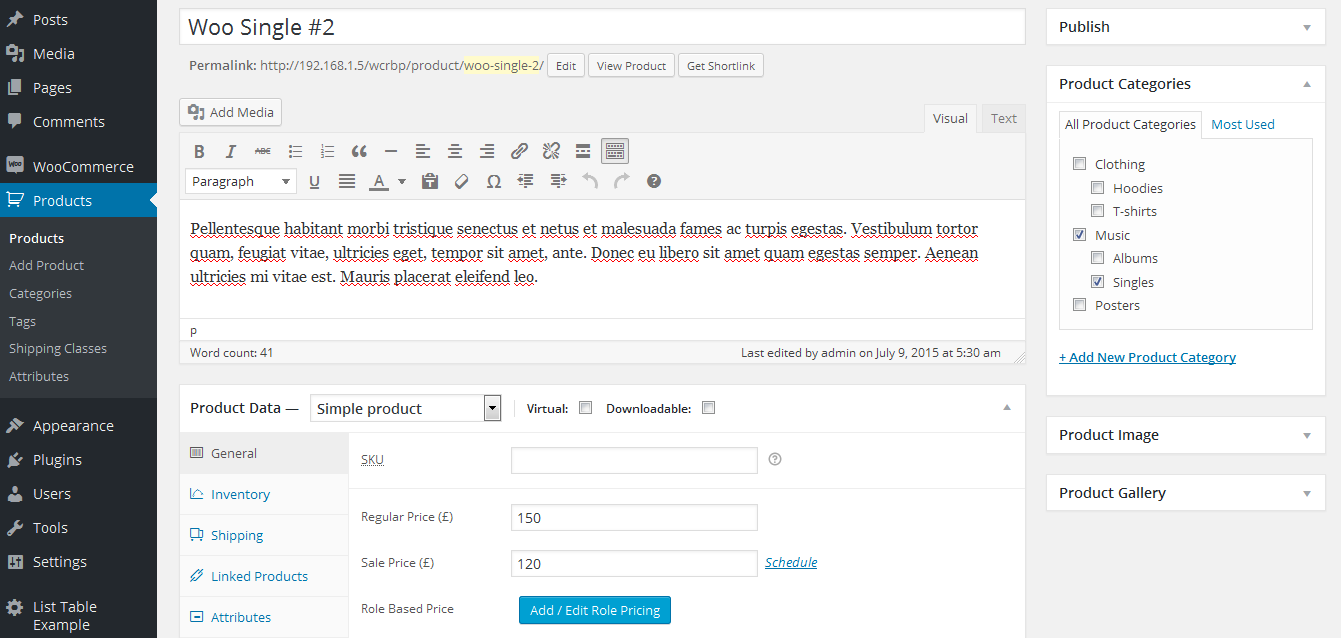 Posts
Media
Pages
Comments
WooCommerce
Products
Products
Add Product
Categories
Tags
Shipping Classes
Attributes
Appearance
Plugins
Users
Tools
Settings
List Table
Example
Woo Single #2
Permalink: http://192.168.1.5/wcrbp/product/woo-single-2/ Edit View Product Get Shortlink
Add Media
Visual Text
B I ABC
Paragraph U A Ω
Pellentesque habitant morbi tristique senectus et netus et malesuada fames ac turpis egestas. Vestibulum tortor
quam, feugiat vitae, ultricies eget, tempor sit amet, ante. Donec eu libero sit amet quam egestas semper. Aenean
ultricies mi vitae est. Mauris placerat eleifend leo.
p
Word count: 41 Last edited by admin on July 9, 2015 at 5:30 am
Product Data — Simple product Virtual: Downloadable:
General
Inventory
Shipping
Linked Products
Attributes
SKU
Regular Price (£) 150
Sale Price (£) 120 Schedule
Role Based Price Add / Edit Role Pricing
Publish
Product Categories
All Product Categories Most Used
Clothing
Hoodies
T-shirts
Music
Albums
Singles
Posters
+ Add New Product Category
Product Image
Product Gallery